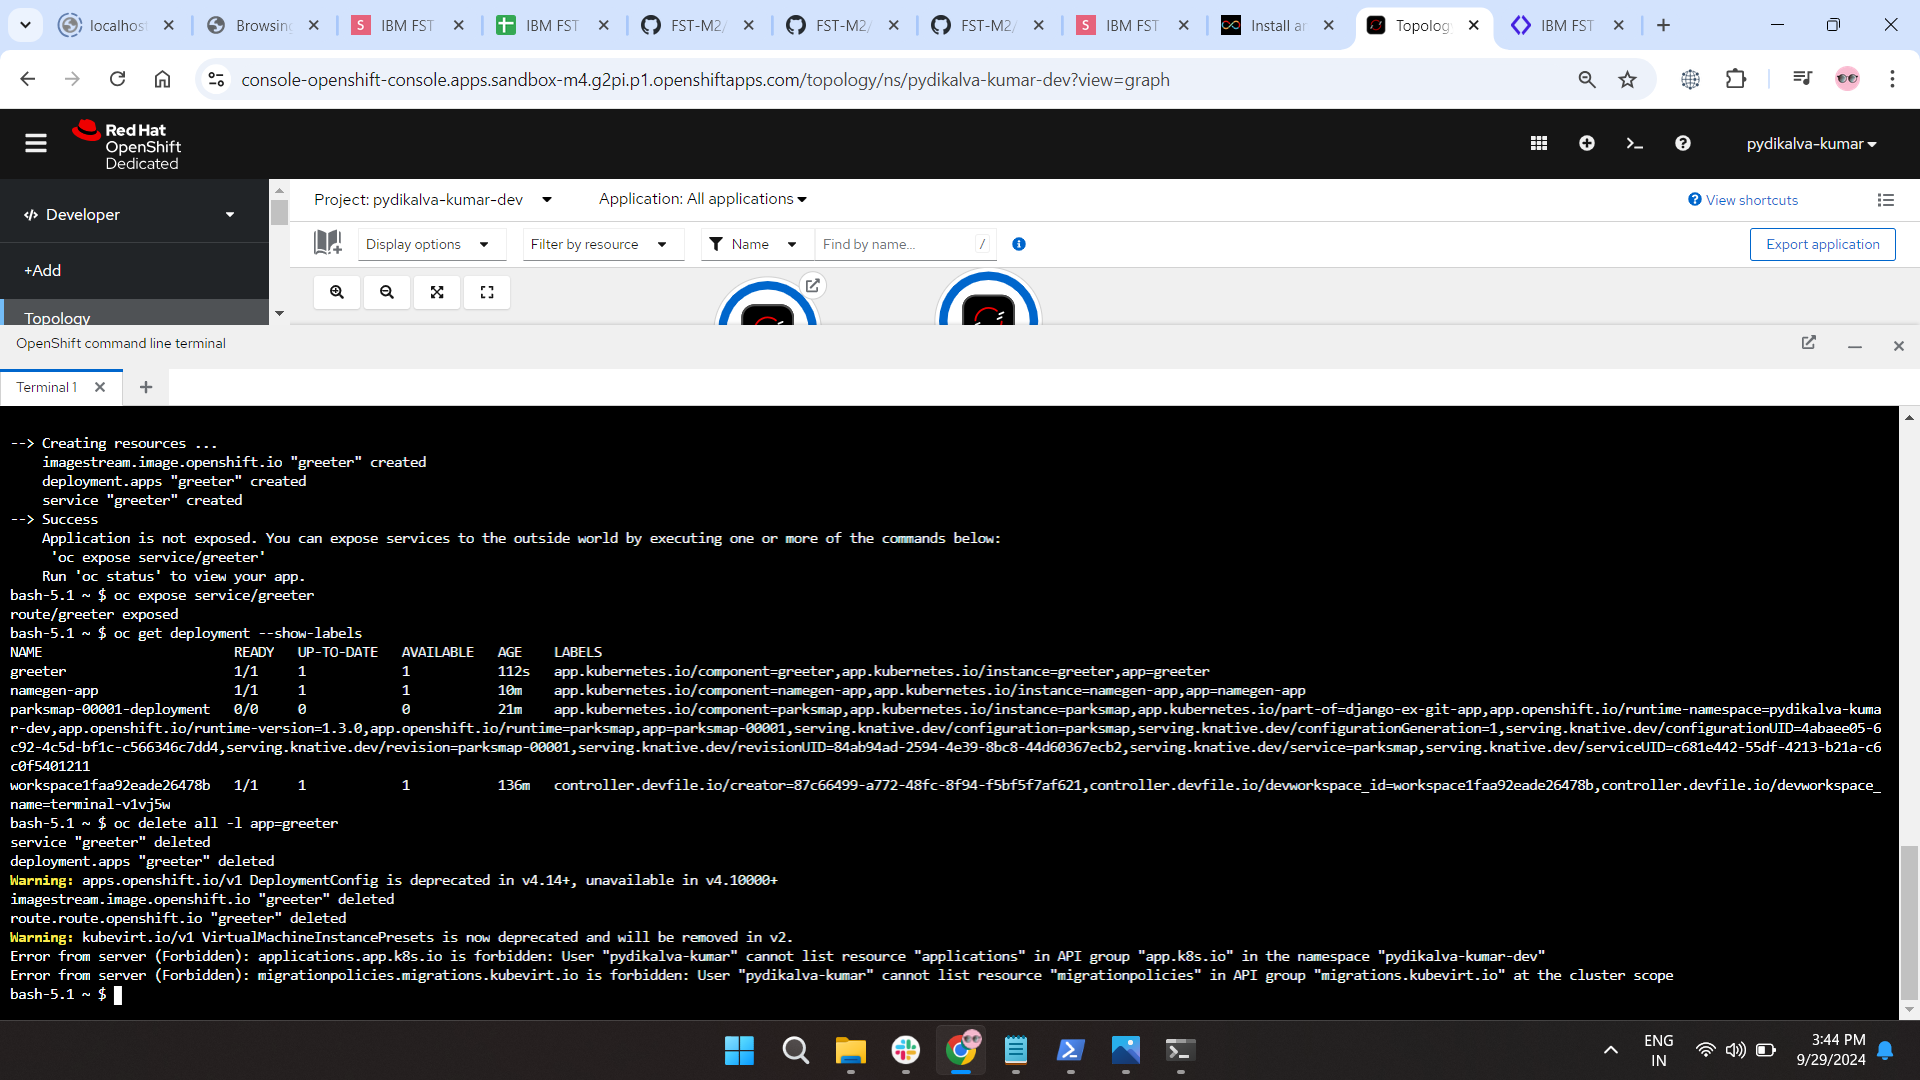 localhost
Browsing
IBM FST
IBM FST
FST-M2/
FST-M2/
FST-M2/
IBM FST
Install an
Topology
IBM FST
console-openshift-console.apps.sandbox-m4.g2pi.p1.openshiftapps.com/topology/ns/pydikalva-kumar-dev?view=graph
Red Hat
OpenShift
Dedicated
pydikalva-kumar
Developer
Project: pydikalva-kumar-dev
Application: All applications
View shortcuts
Display options
Filter by resource
Name
Find by name...
/
Export application
+Add
Topology
OpenShift command line terminal
Terminal 1
--> Creating resources ...
imagestream.image.openshift.io "greeter" created
deployment.apps "greeter" created
service "greeter" created
--> Success
Application is not exposed. You can expose services to the outside world by executing one or more of the commands below:
'oc expose service/greeter'
Run 'oc status' to view your app.
bash-5.1 ~ $ oc expose service/greeter
route/greeter exposed
bash-5.1 ~ $ oc get deployment --show-labels
NAME READY UP-TO-DATE AVAILABLE AGE LABELS
greeter 1/1 1 1 112s app.kubernetes.io/component=greeter,app.kubernetes.io/instance=greeter,app=greeter
namegen-app 1/1 1 1 10m app.kubernetes.io/component=namegen-app,app.kubernetes.io/instance=namegen-app,app=namegen-app
parksmap-00001-deployment 0/0 0 0 21m app.kubernetes.io/component=parksmap,app.kubernetes.io/instance=parksmap,app.kubernetes.io/part-of=django-ex-git-app,app.openshift.io/runtime-namespace=pydikalva-kuma
r-dev,app.openshift.io/runtime-version=1.3.0,app.openshift.io/runtime=parksmap,app=parksmap-00001,serving.knative.dev/configuration=parksmap,serving.knative.dev/configurationGeneration=1,serving.knative.dev/configurationUID=4abaee05-6
c92-4c5d-bf1c-c566346c7dd4,serving.knative.dev/revision=parksmap-00001,serving.knative.dev/revisionUID=84ab94ad-2594-4e39-8bc8-44d60367ecb2,serving.knative.dev/service=parksmap,serving.knative.dev/serviceUID=c681e442-55df-4213-b21a-c6
c0f5401211
workspace1faa92eade26478b 1/1 1 1 136m controller.devfile.io/creator=87c66499-a772-48fc-8f94-f5bf5f7af621,controller.devfile.io/devworkspace_id=workspace1faa92eade26478b,controller.devfile.io/devworkspace_
name=terminal-v1vj5w
bash-5.1 ~ $ oc delete all -l app=greeter
service "greeter" deleted
deployment.apps "greeter" deleted
Warning: apps.openshift.io/v1 DeploymentConfig is deprecated in v4.14+, unavailable in v4.10000+
imagestream.image.openshift.io "greeter" deleted
route.route.openshift.io "greeter" deleted
Warning: kubevirt.io/v1 VirtualMachineInstancePresets is now deprecated and will be removed in v2.
Error from server (Forbidden): applications.app.k8s.io is forbidden: User "pydikalva-kumar" cannot list resource "applications" in API group "app.k8s.io" in the namespace "pydikalva-kumar-dev"
Error from server (Forbidden): migrationpolicies.migrations.kubevirt.io is forbidden: User "pydikalva-kumar" cannot list resource "migrationpolicies" in API group "migrations.kubevirt.io" at the cluster scope
bash-5.1 ~ $
ENG
IN
3:44 PM
9/29/2024